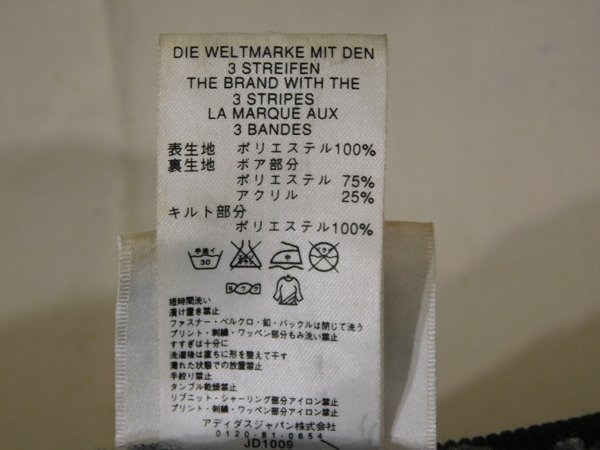 DIE WELTMARKE MIT DEN
3 STREIFEN
THE BRAND WITH THE
3 STRIPES
LA MARQUE AUX
3 BANDES
表生地 ポリエステル100%
裏生地 ボア部分
ポリエステル 75%
アクリル 25%
キルト部分
ポリエステル100%
手洗イ 30 中
ヨワク
短時間洗い
漬け置き禁止
ファスナー・ベルクロ・釦・バックルは閉じて洗う
プリント・刺繍・ワッペン部分もみ洗い禁止
すすぎは十分に
洗濯後は直ちに形を整えて干す
濡れた状態での放置禁止
手絞り禁止
タンブル乾燥禁止
リブニット・シャーリング部分アイロン禁止
プリント・刺繍・ワッペン部分アイロン禁止
アディダスジャパン株式会社
0120-81-0654
JD1009